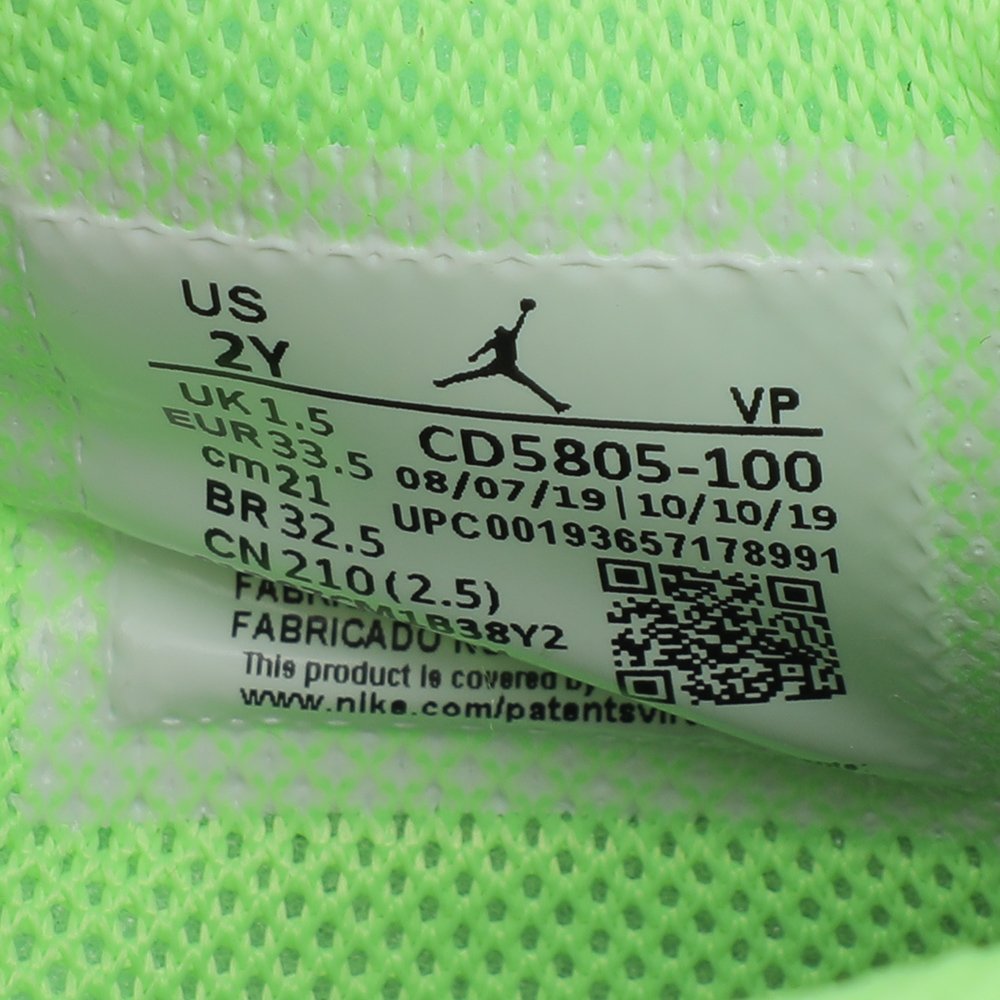 US
2Y
VP
UK 1.5
EUR 33.5
cm 21
BR 32.5
CN 210 (2.5)
CD5805-100
08/07/19 | 10/10/19
UPC 00193657178991
FABRICADO
This product is covered by
www.nike.com/patents